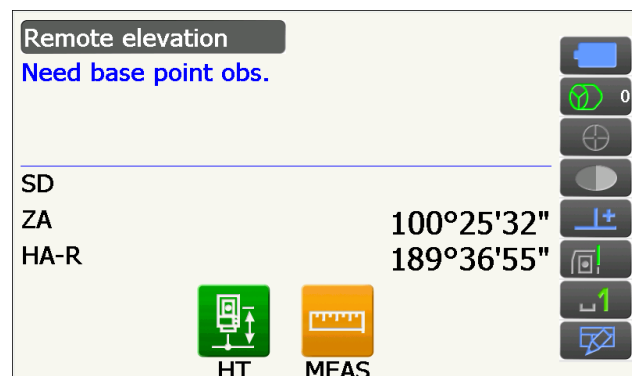 Remote elevation
Need base point obs.
0
SD
ZA 100°25'32"
HA-R 189°36'55"
1
HT MEAS